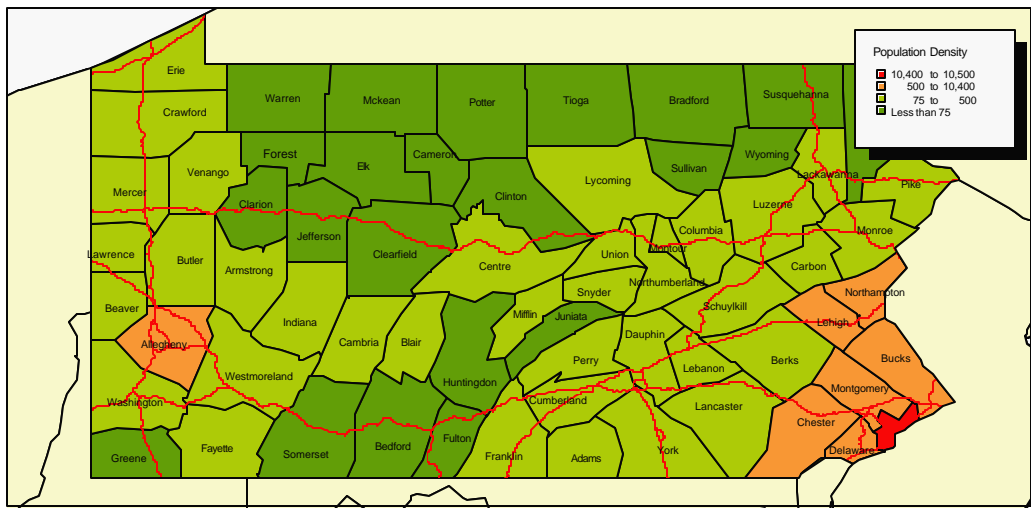 Population Density
10,400 to 10,500
500 to 10,400
75 to 500
Less than 75
Erie
Warren
Mckean
Potter
Tioga
Bradford
Susquehanna
Crawford
Forest
Elk
Cameron
Wyoming
Venango
Sullivan
Lackawanna
Lycoming
Pike
Mercer
Clarion
Clinton
Luzerne
Jefferson
Columbia
Monroe
Montour
Lawrence
Butler
Clearfield
Union
Armstrong
Centre
Carbon
Northumberland
Snyder
Northampton
Beaver
Schuylkill
Mifflin
Juniata
Indiana
Lehigh
Dauphin
Allegheny
Cambria
Blair
Bucks
Perry
Berks
Lebanon
Westmoreland
Huntingdon
Montgomery
Washington
Cumberland
Lancaster
Chester
Fulton
Bedford
Fayette
Somerset
Delaware
York
Greene
Franklin
Adams